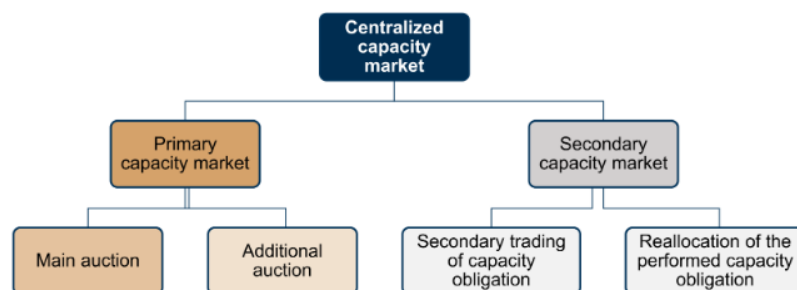 Centralized
capacity
market
Primary
capacity market
Secondary
capacity market
Main auction
Additional
auction
Secondary trading
of capacity
obligation
Reallocation of the
performed capacity
obligation